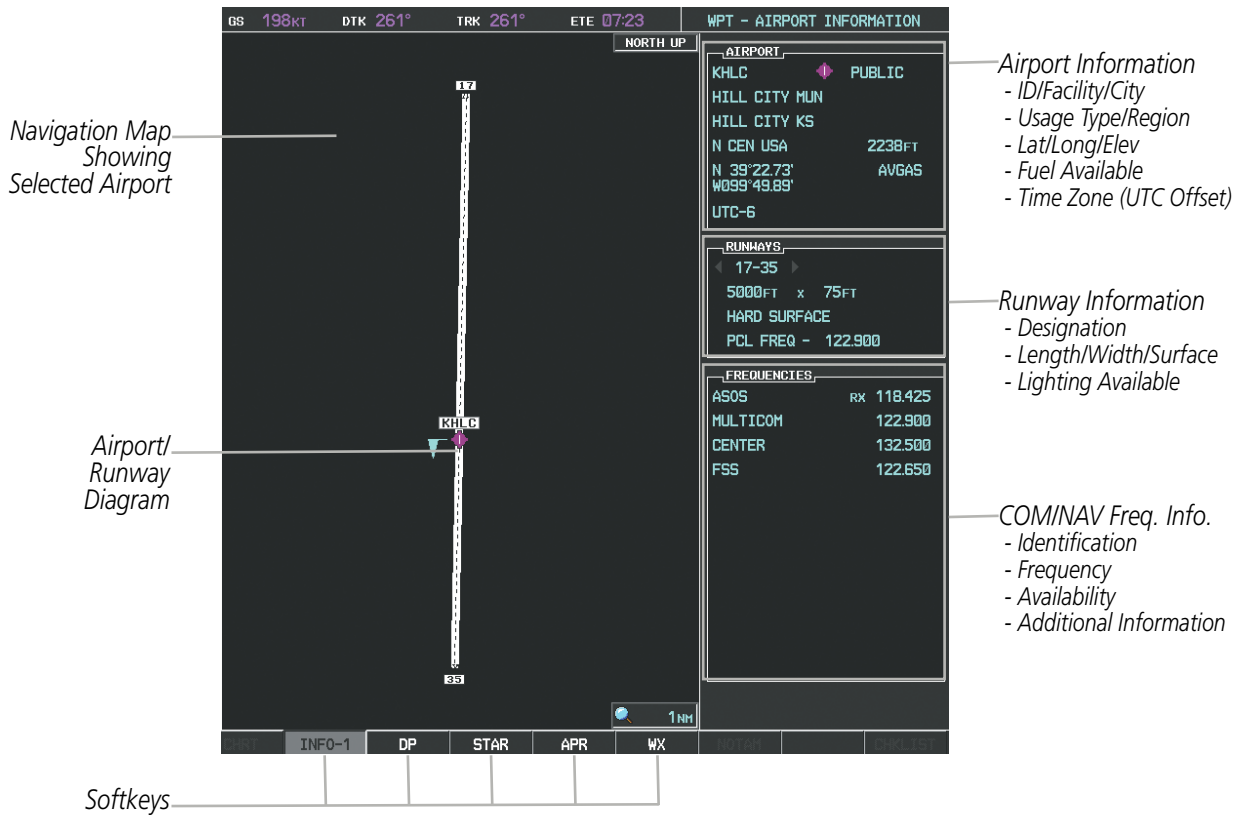 GS 198KT DTK 261° TRK 261° ETE 07:23 WPT - AIRPORT INFORMATION
NORTH UP
17
KHLC
35
1NM
AIRPORT
KHLC PUBLIC
HILL CITY MUN
HILL CITY KS
N CEN USA 2238FT
N 39°22.73' AVGAS
W099°49.89'
UTC-6
RUNWAYS
17-35
5000FT x 75FT
HARD SURFACE
PCL FREQ - 122.900
FREQUENCIES
ASOS RX 118.425
MULTICOM 122.900
CENTER 132.500
FSS 122.650
CHRT INFO-1 DP STAR APR WX NOTAM CHKLIST
Navigation Map
Showing
Selected Airport
Airport/
Runway
Diagram
Softkeys
Airport Information
- ID/Facility/City
- Usage Type/Region
- Lat/Long/Elev
- Fuel Available
- Time Zone (UTC Offset)
Runway Information
- Designation
- Length/Width/Surface
- Lighting Available
COM/NAV Freq. Info.
- Identification
- Frequency
- Availability
- Additional Information